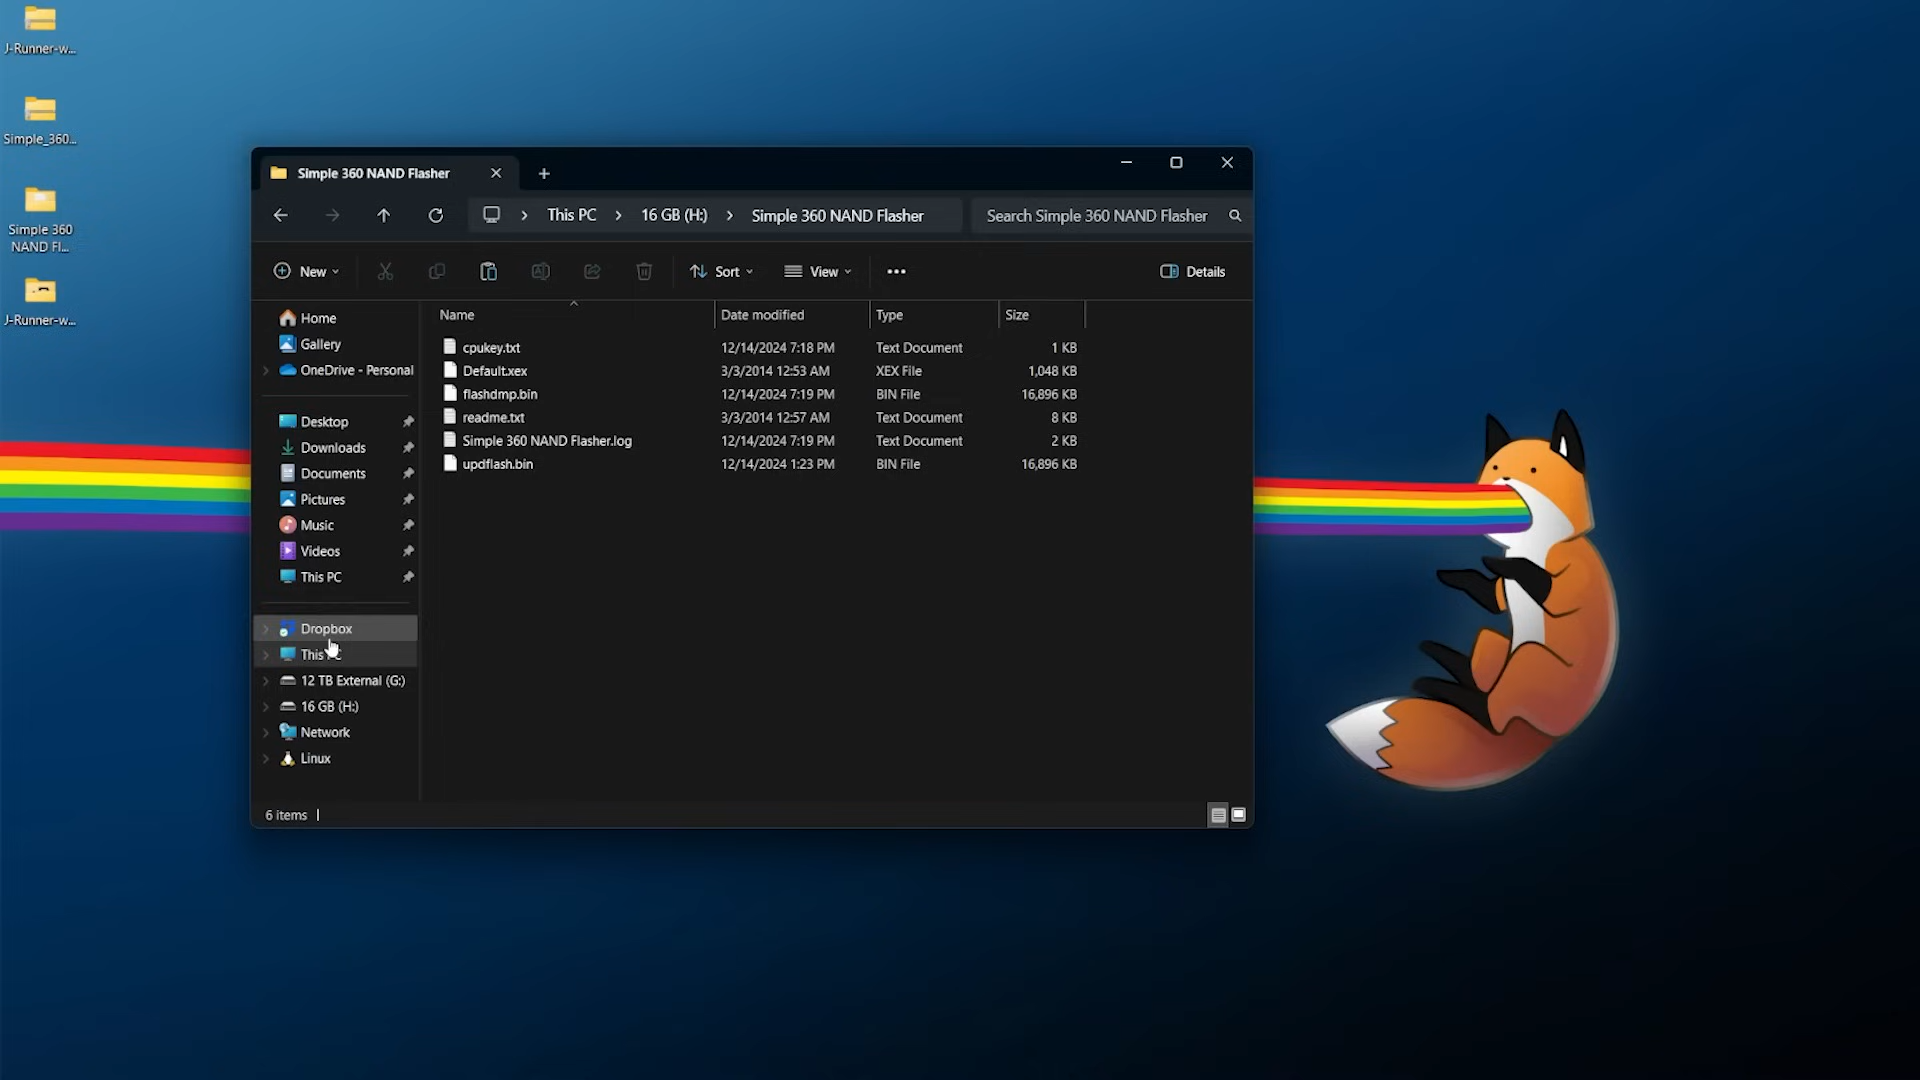 J-Runner-w...
Simple_360...
Simple 360
NAND Fl...
J-Runner-w...
Simple 360 NAND Flasher
This PC > 16 GB (H:) > Simple 360 NAND Flasher
Search Simple 360 NAND Flasher
New
Sort
View
Details
Home
Gallery
OneDrive - Personal
Desktop
Downloads
Documents
Pictures
Music
Videos
This PC
Dropbox
This PC
12 TB External (G:)
16 GB (H:)
Network
Linux
Name Date modified Type Size
cpukey.txt 12/14/2024 7:18 PM Text Document 1 KB
Default.xex 3/3/2014 12:53 AM XEX File 1,048 KB
flashdmp.bin 12/14/2024 7:19 PM BIN File 16,896 KB
readme.txt 3/3/2014 12:57 AM Text Document 8 KB
Simple 360 NAND Flasher.log 12/14/2024 7:19 PM Text Document 2 KB
updflash.bin 12/14/2024 1:23 PM BIN File 16,896 KB
6 items